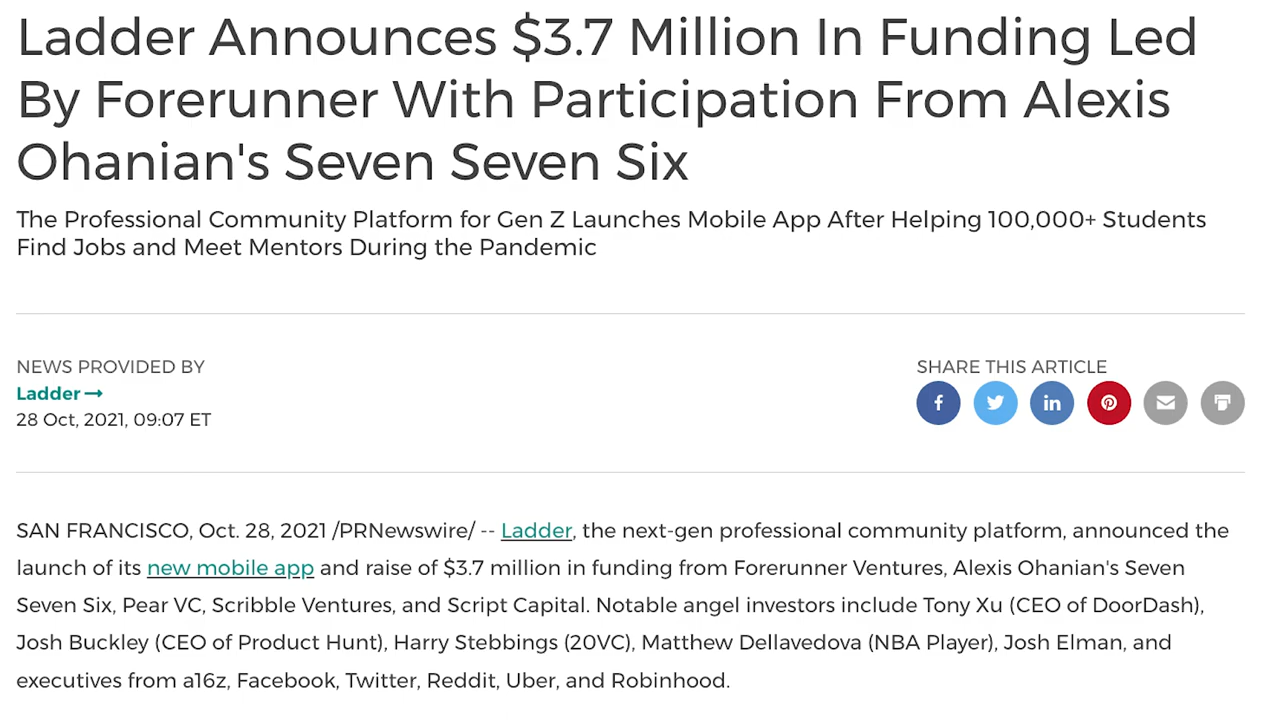 Ladder Announces $3.7 Million In Funding Led
By Forerunner With Participation From Alexis
Ohanian's Seven Seven Six
The Professional Community Platform for Gen Z Launches Mobile App After Helping 100,000+ Students
Find Jobs and Meet Mentors During the Pandemic
NEWS PROVIDED BY
Ladder→
28 Oct, 2021, 09:07 ET
SHARE THIS ARTICLE
SAN FRANCISCO, Oct. 28, 2021 /PRNewswire/ -- Ladder, the next-gen professional community platform, announced the
launch of its new mobile app and raise of $3.7 million in funding from Forerunner Ventures, Alexis Ohanian's Seven
Seven Six, Pear VC, Scribble Ventures, and Script Capital. Notable angel investors include Tony Xu (CEO of DoorDash),
Josh Buckley (CEO of Product Hunt), Harry Stebbings (20VC), Matthew Dellavedova (NBA Player), Josh Elman, and
executives from a16z, Facebook, Twitter, Reddit, Uber, and Robinhood.